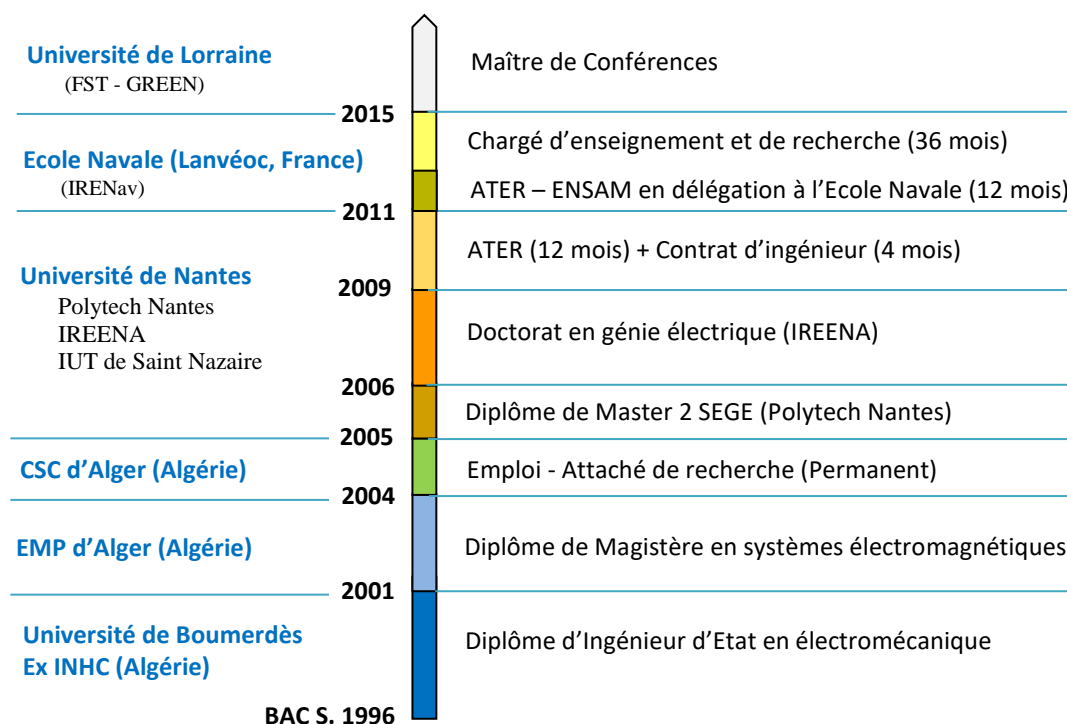 Université de Lorraine
(FST - GREEN)
Maître de Conférences
2015
Chargé d’enseignement et de recherche (36 mois)
Ecole Navale (Lanvéoc, France)
(IRENav)
ATER – ENSAM en délégation à l’Ecole Navale (12 mois)
2011
ATER (12 mois) + Contrat d’ingénieur (4 mois)
Université de Nantes
2009
Polytech Nantes
IREENA
IUT de Saint Nazaire
Doctorat en génie électrique (IREENA)
2006
Diplôme de Master 2 SEGE (Polytech Nantes)
2005
CSC d’Alger (Algérie)
Emploi - Attaché de recherche (Permanent)
2004
EMP d’Alger (Algérie)
Diplôme de Magistère en systèmes électromagnétiques
2001
Université de Boumerdès
Ex INHC (Algérie)
Diplôme d’Ingénieur d’Etat en électromécanique
BAC S. 1996